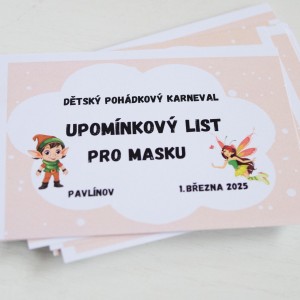 DĚTSKÝ POHÁDKOVÝ KARNEVAL
UPOMÍNKOVÝ LIST
PRO MASKU
PAVLÍNOV 1.BŘEZNA 2025